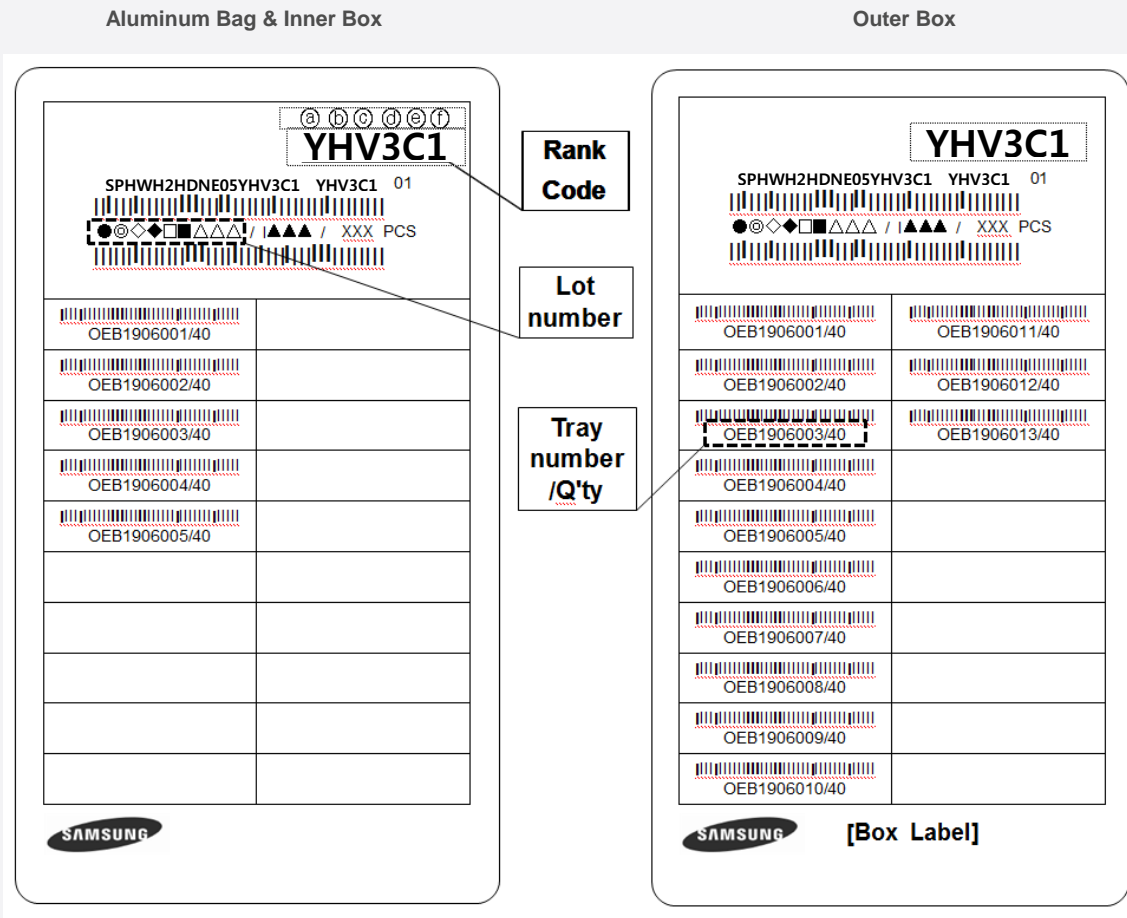 Aluminum Bag & Inner Box
Outer Box
ⓐ ⓑ ⓒ ⓓ ⓔ ⓕ
YHV3C1
SPHWH2HDNE05YHV3C1 YHV3C1 01
●◎◇◆□■△△△ / I▲▲▲ / XXX PCS
OEB1906001/40
OEB1906002/40
OEB1906003/40
OEB1906004/40
OEB1906005/40
SAMSUNG
Rank
Code
Lot
number
Tray
number
/Q'ty
YHV3C1
SPHWH2HDNE05YHV3C1 YHV3C1 01
●◎◇◆□■△△△ / I▲▲▲ / XXX PCS
OEB1906001/40 OEB1906011/40
OEB1906002/40 OEB1906012/40
OEB1906003/40 OEB1906013/40
OEB1906004/40
OEB1906005/40
OEB1906006/40
OEB1906007/40
OEB1906008/40
OEB1906009/40
OEB1906010/40
SAMSUNG [Box Label]